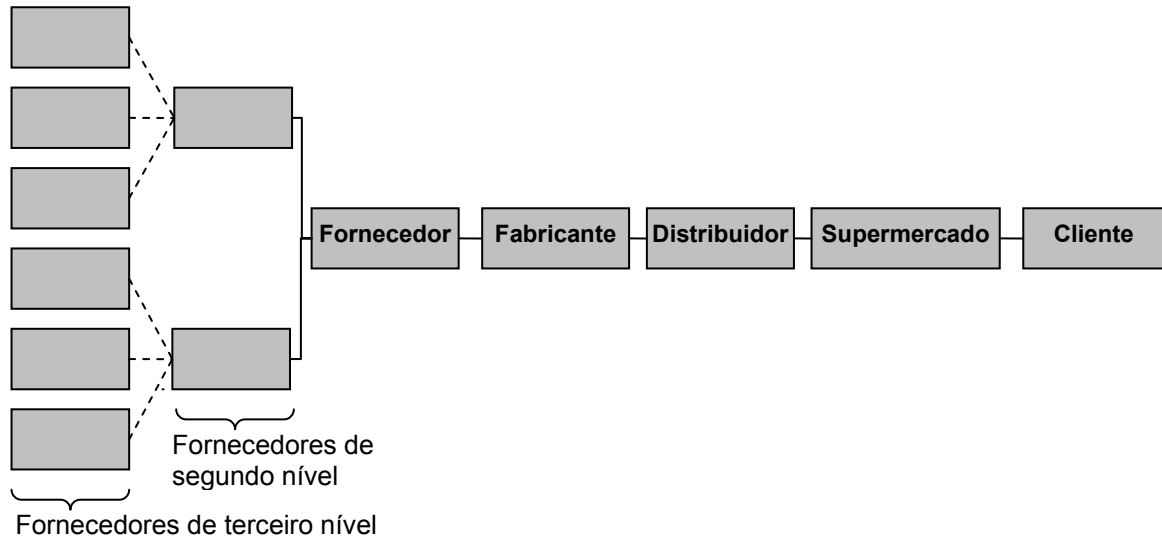 Fornecedor
Fabricante
Distribuidor
Supermercado
Cliente
Fornecedores de
segundo nível
Fornecedores de terceiro nível